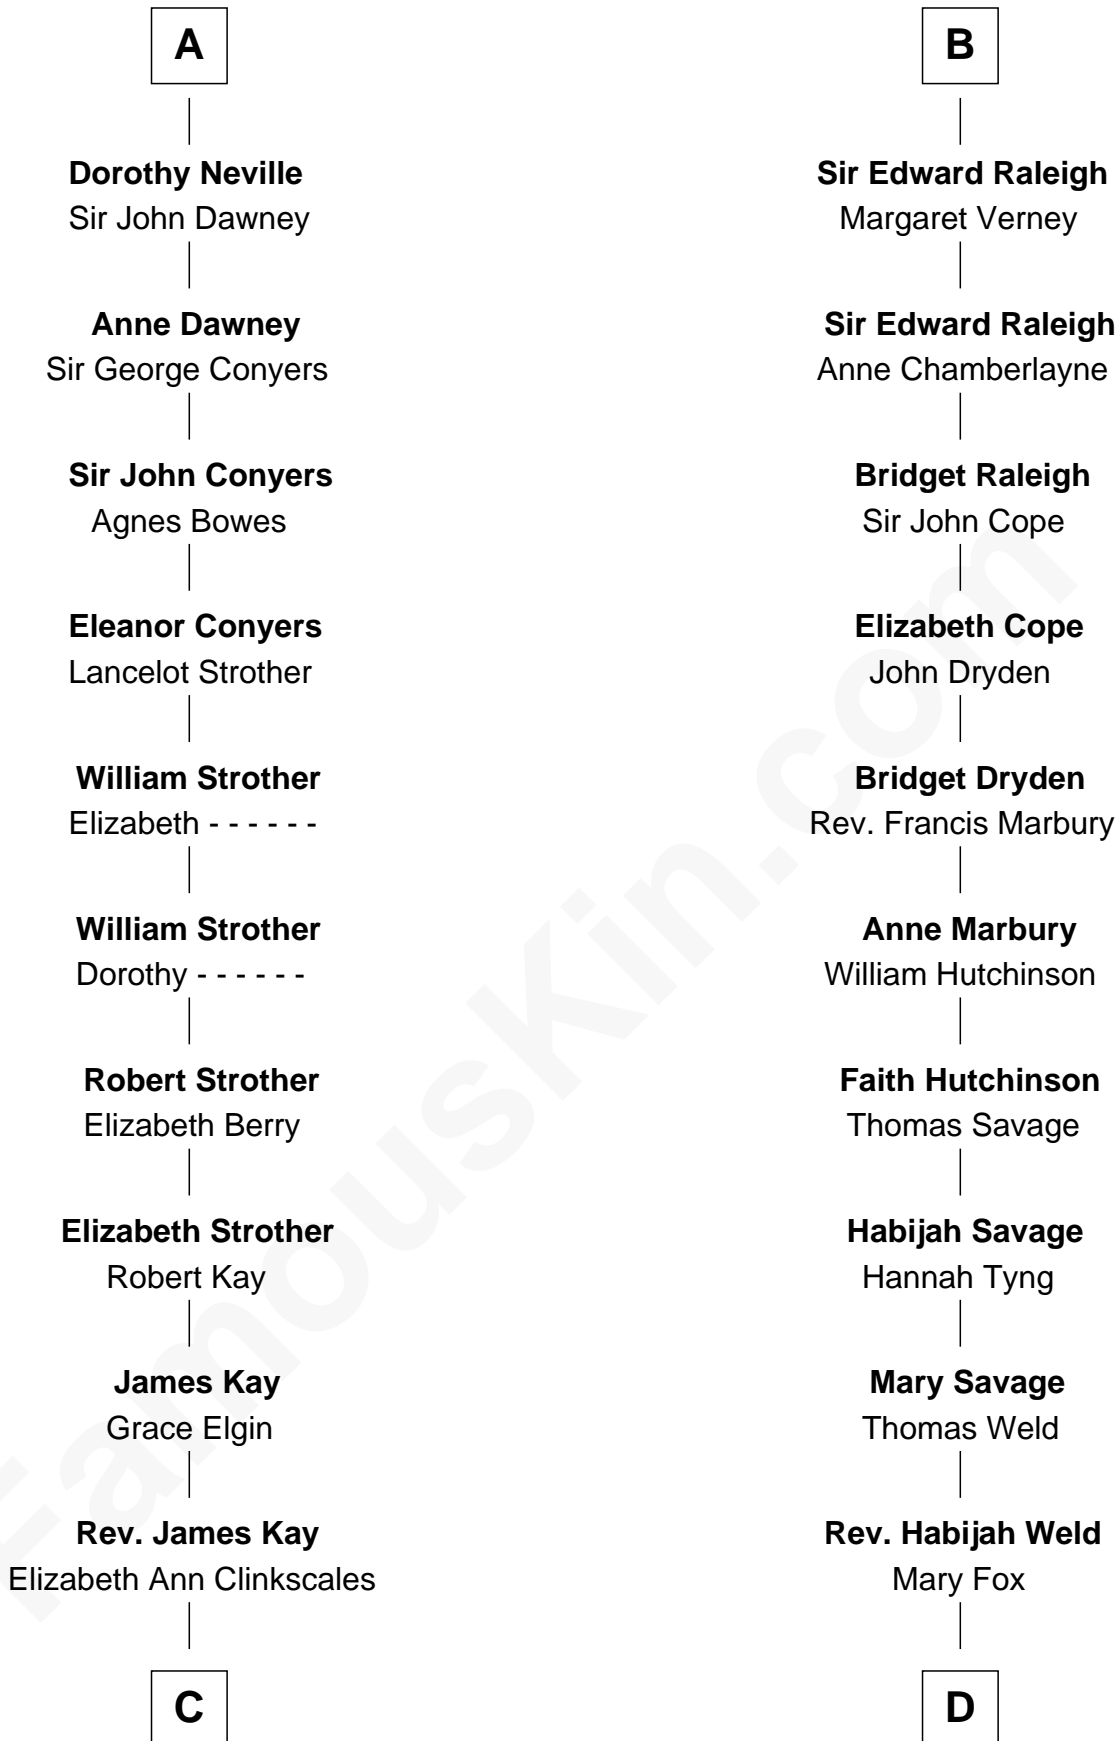 A
Dorothy Neville
Sir John Dawney
Anne Dawney
Sir George Conyers
Sir John Conyers
Agnes Bowes
Eleanor Conyers
Lancelot Strother
William Strother
Elizabeth - - - - - -
William Strother
Dorothy - - - - - -
Robert Strother
Elizabeth Berry
Elizabeth Strother
Robert Kay
James Kay
Grace Elgin
Rev. James Kay
Elizabeth Ann Clinkscales
C
B
Sir Edward Raleigh
Margaret Verney
Sir Edward Raleigh
Anne Chamberlayne
Bridget Raleigh
Sir John Cope
Elizabeth Cope
John Dryden
Bridget Dryden
Rev. Francis Marbury
Anne Marbury
William Hutchinson
Faith Hutchinson
Thomas Savage
Habijah Savage
Hannah Tyng
Mary Savage
Thomas Weld
Rev. Habijah Weld
Mary Fox
D
FamousKin.com